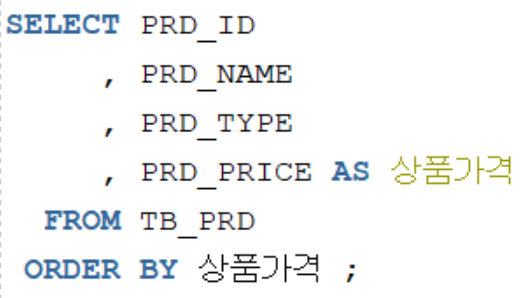 SELECT PRD_ID
, PRD_NAME
, PRD_TYPE
, PRD_PRICE AS 상품가격
FROM TB_PRD
ORDER BY 상품가격 ;